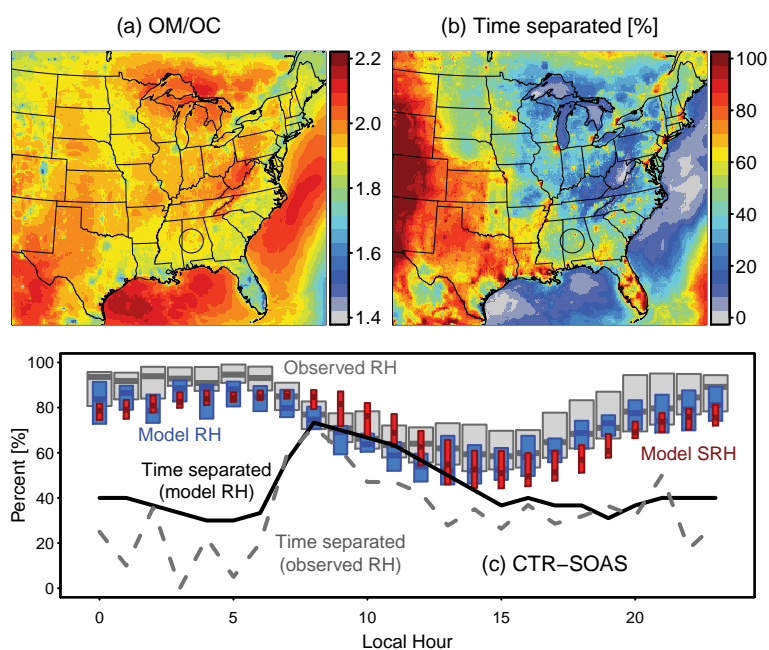 (a) OM/OC
(b) Time separated [%]
2.2
2.0
1.8
1.6
1.4
100
80
60
40
20
0
100
80
60
40
20
0
Percent [%]
Observed RH
Model RH
Model SRH
Time separated
(model RH)
Time separated
(observed RH)
(c) CTR−SOAS
0
5
10
15
20
Local Hour